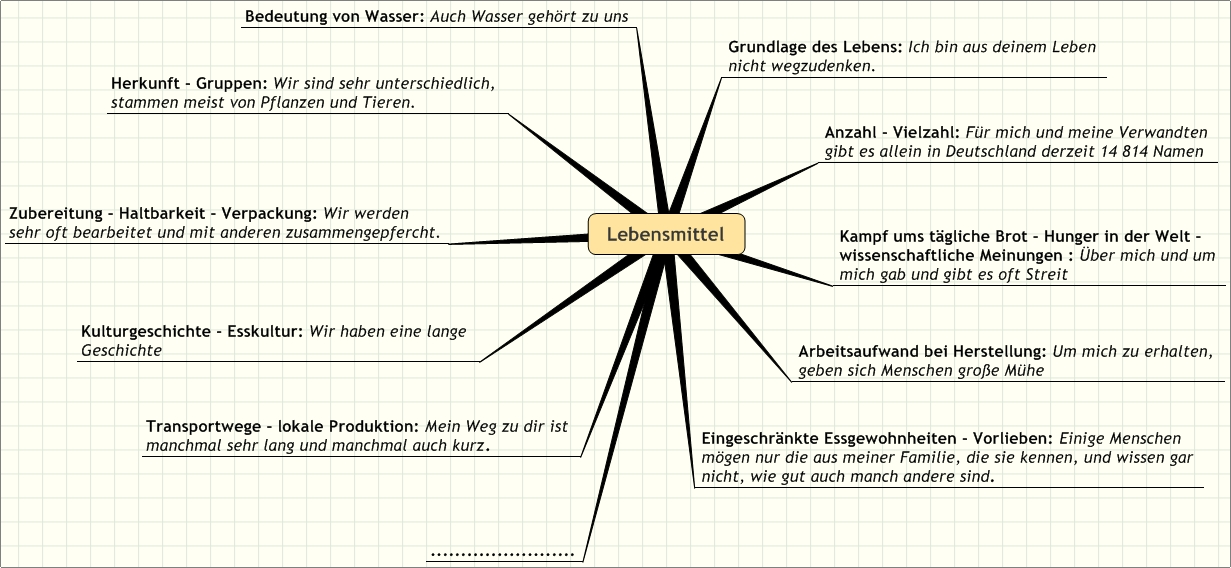 Bedeutung von Wasser: Auch Wasser gehört zu uns
Grundlage des Lebens: Ich bin aus deinem Leben
nicht wegzudenken.
Herkunft - Gruppen: Wir sind sehr unterschiedlich,
stammen meist von Pflanzen und Tieren.
Anzahl - Vielzahl: Für mich und meine Verwandten
gibt es allein in Deutschland derzeit 14 814 Namen
Zubereitung - Haltbarkeit - Verpackung: Wir werden
sehr oft bearbeitet und mit anderen zusammengepfercht.
Lebensmittel
Kampf ums tägliche Brot - Hunger in der Welt -
wissenschaftliche Meinungen : Über mich und um
mich gab und gibt es oft Streit
Kulturgeschichte - Esskultur: Wir haben eine lange
Geschichte
Arbeitsaufwand bei Herstellung: Um mich zu erhalten,
geben sich Menschen große Mühe
Transportwege - lokale Produktion: Mein Weg zu dir ist
manchmal sehr lang und manchmal auch kurz.
Eingeschränkte Essgewohnheiten - Vorlieben: Einige Menschen
mögen nur die aus meiner Familie, die sie kennen, und wissen gar
nicht, wie gut auch manch andere sind.
........................